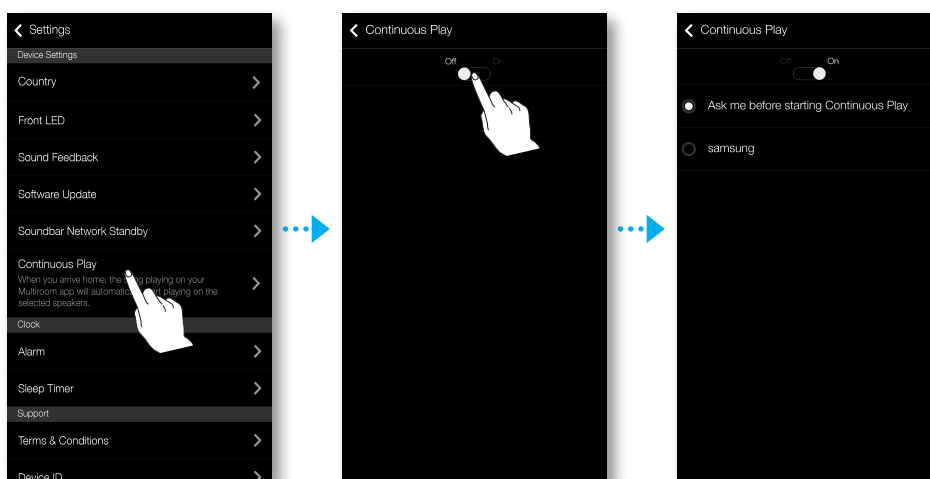 Settings
Device Settings
Country
Front LED
Sound Feedback
Software Update
Soundbar Network Standby
Continuous Play
When you arrive home, the playing on your
Multiroom app will playing on the
selected speakers.
Clock
Alarm
Sleep Timer
Support
Terms & Conditions
Device ID
Continuous Play
Off On
Continuous Play
Off On
Ask me before starting Continuous Play
samsung